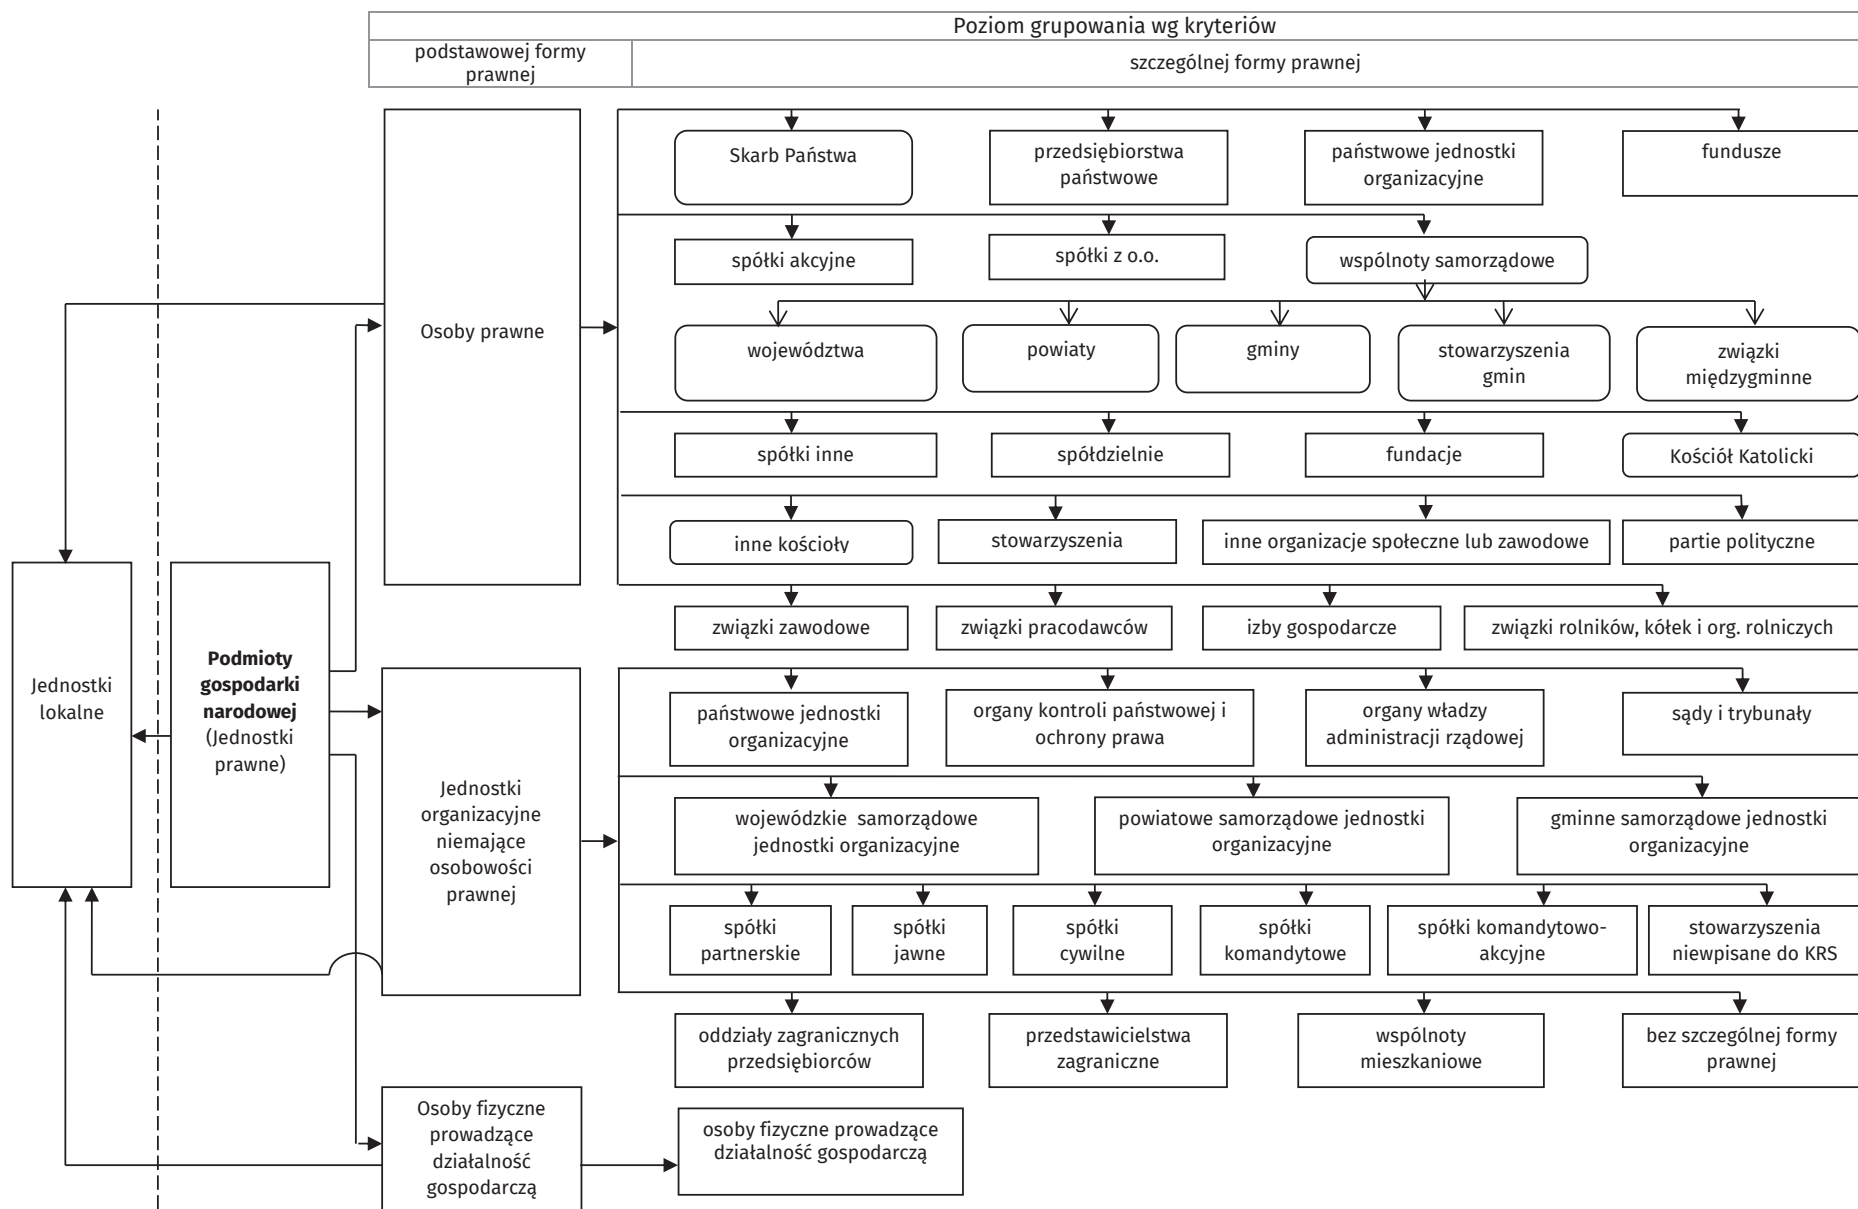 Poziom grupowania wg kryteriów
podstawowej formy
prawnej
szczególnej formy prawnej
Skarb Państwa
przedsiębiorstwa
państwowe
państwowe jednostki
organizacyjne
fundusze
spółki akcyjne
spółki z o.o.
wspólnoty samorządowe
Osoby prawne
województwa
powiaty
gminy
stowarzyszenia
gmin
związki
międzygminne
spółki inne
spółdzielnie
fundacje
Kościół Katolicki
inne kościoły
stowarzyszenia
inne organizacje społeczne lub zawodowe
partie polityczne
związki zawodowe
związki pracodawców
izby gospodarcze
związki rolników, kółek i org. rolniczych
Jednostki
lokalne
Podmioty
gospodarki
narodowej
(Jednostki
prawne)
Jednostki
organizacyjne
niemające
osobowości
prawnej
państwowe jednostki
organizacyjne
organy kontroli państwowej i
ochrony prawa
organy władzy
administracji rządowej
sądy i trybunały
wojewódzkie samorządowe
jednostki organizacyjne
powiatowe samorządowe jednostki
organizacyjne
gminne samorządowe jednostki
organizacyjne
spółki
partnerskie
spółki
jawne
spółki
cywilne
spółki
komandytowe
spółki komandytowo-
akcyjne
stowarzyszenia
niewpisane do KRS
oddziały zagranicznych
przedsiębiorców
przedstawicielstwa
zagraniczne
wspólnoty
mieszkaniowe
bez szczególnej formy
prawnej
Osoby fizyczne
prowadzące
działalność
gospodarczą
osoby fizyczne prowadzące
działalność gospodarczą